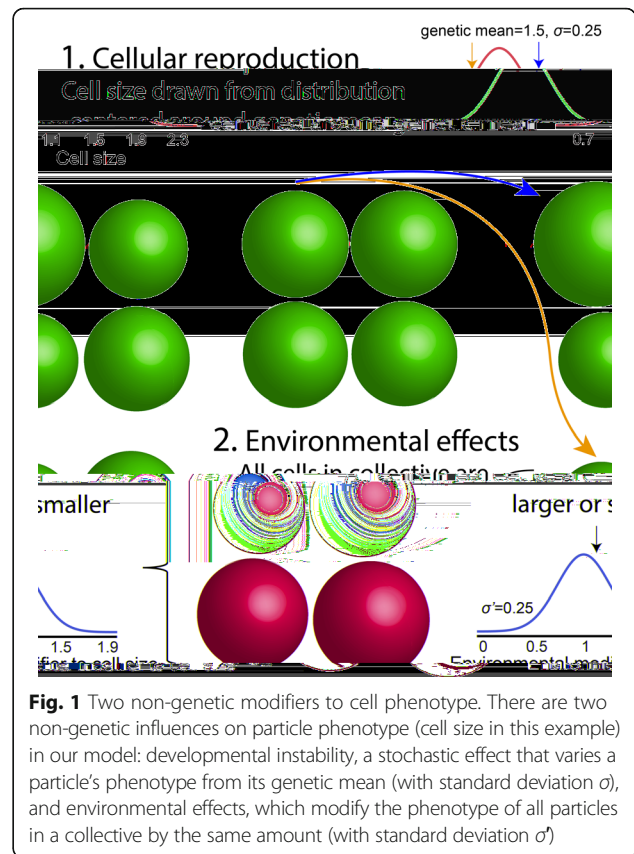 genetic mean=1.5, σ=0.25
1. Cellular reproduction
Cell size drawn from distribution
1.1 1.5 1.9 2.3 0.7
Cell size
2. Environmental effects
All cells in collective are
smaller
larger or s
σ'=0.25
1.5 1.9
0 0.5 1
Fig. 1 Two non-genetic modifiers to cell phenotype. There are two
non-genetic influences on particle phenotype (cell size in this example)
in our model: developmental instability, a stochastic effect that varies a
particle's phenotype from its genetic mean (with standard deviation σ),
and environmental effects, which modify the phenotype of all particles
in a collective by the same amount (with standard deviation σ')